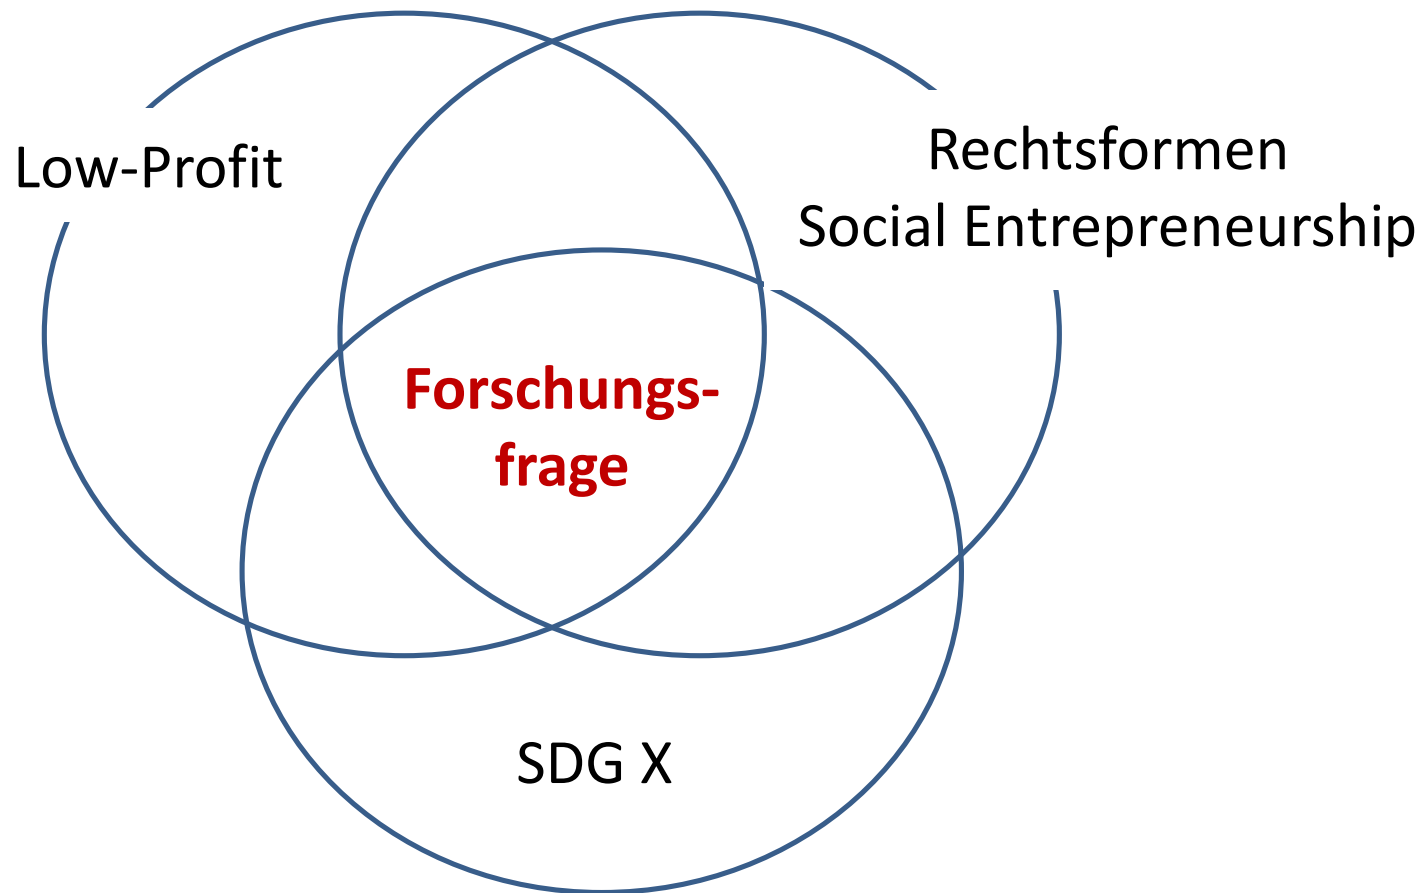 Low-Profit
Rechtsformen
Social Entrepreneurship
Forschungs-
frage
SDG X